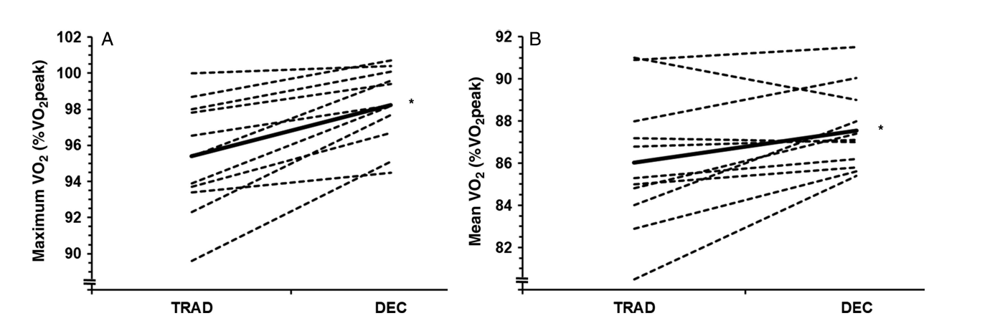 A
Maximum VO2 (%VO2peak)
102
100
98
96
94
92
90
*
TRAD DEC
B
Mean VO2 (%VO2peak)
92
90
88
86
84
82
*
TRAD DEC